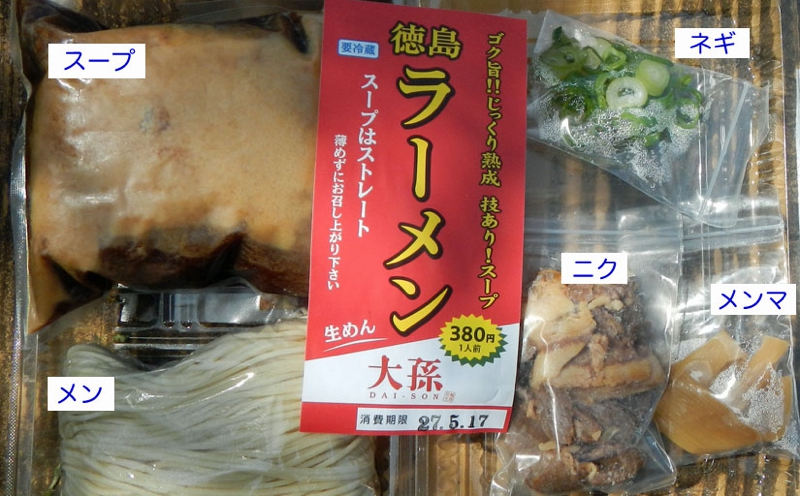 スープ
ネギ
ニク
メンマ
メン
要冷蔵
徳島
ラーメン
ゴク旨!!じっくり熟成 技あり!スープ
スープはストレート
薄めずにお召し上がり下さい
生めん
380円
1人前
大孫
DAI-SON
消費期限 27.5.17